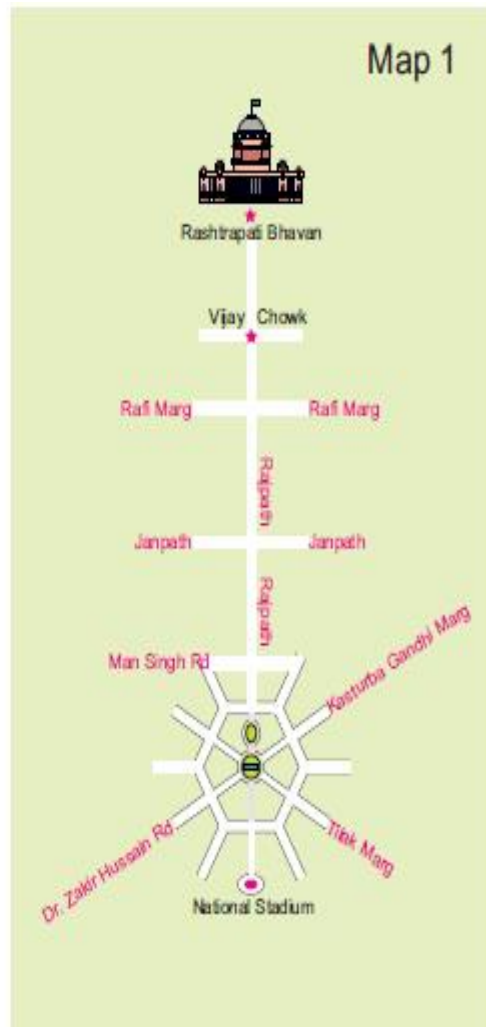 Map 1
Rashtrapati Bhavan
Vijay Chowk
Rafi Marg
Rafi Marg
Rajpath
Janpath
Janpath
Rajpath
Man Singh Rd
Kasturba Gandhi Marg
Dr. Zakir Hussain Rd.
Tilak Marg
National Stadium